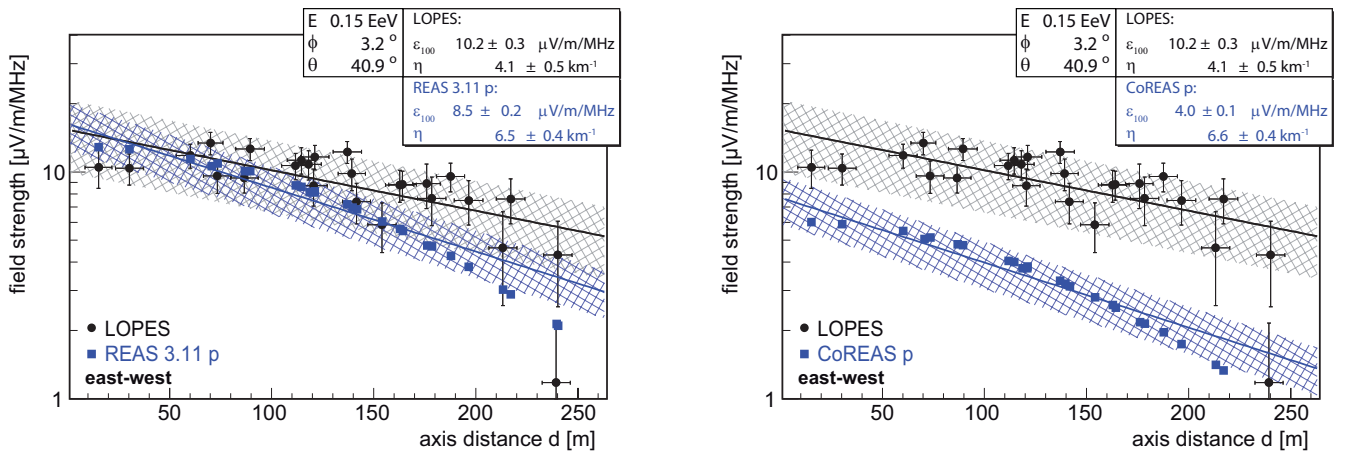 E 0.15 EeV
ϕ 3.2 °
θ 40.9 °
LOPES:
ε100 10.2 ± 0.3 μV/m/MHz
η 4.1 ± 0.5 km-1
REAS 3.11 p:
ε100 8.5 ± 0.2 μV/m/MHz
η 6.5 ± 0.4 km-1
field strength [μV/m/MHz]
10
1
LOPES
REAS 3.11 p
east-west
50 100 150 200 250
axis distance d [m]
E 0.15 EeV
ϕ 3.2 °
θ 40.9 °
LOPES:
ε100 10.2 ± 0.3 μV/m/MHz
η 4.1 ± 0.5 km-1
CoREAS p:
ε100 4.0 ± 0.1 μV/m/MHz
η 6.6 ± 0.4 km-1
field strength [μV/m/MHz]
10
1
LOPES
CoREAS p
east-west
50 100 150 200 250
axis distance d [m]